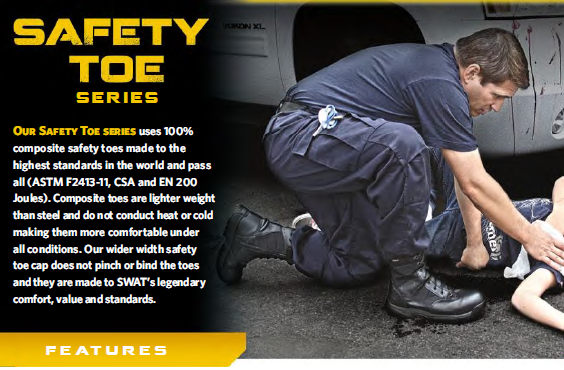 SAFETY
TOE
SERIES
YUKON XL
OUR SAFETY TOE SERIES uses 100%
composite safety toes made to the
highest standards in the world and pass
all (ASTM F2413-11, CSA and EN 200
Joules). Composite toes are lighter weight
than steel and do not conduct heat or cold
making them more comfortable under
all conditions. Our wider width safety
toe cap does not pinch or bind the toes
and they are made to SWAT's legendary
comfort, value and standards.
FEATURES